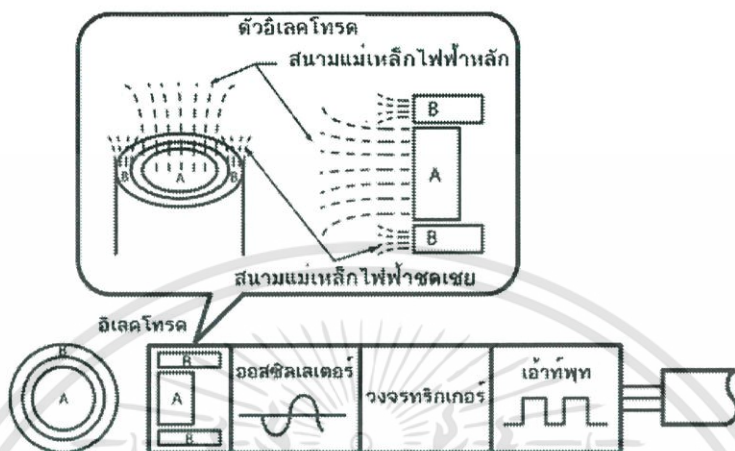 ตัวอิเลคโทรด
สนามแม่เหล็กไฟฟ้าหลัก
B
A
B
B
A
B
สนามแม่เหล็กไฟฟ้าชดเชย
อิเลคโทรด
B
A
B
A
B
ออสซิลเลเตอร์
วงจรทริกเกอร์
เอ้าท์พุท